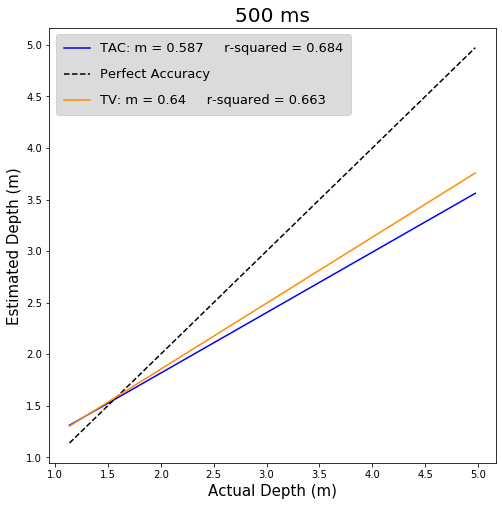 500 ms
TAC: m = 0.587 r-squared = 0.684
Perfect Accuracy
TV: m = 0.64 r-squared = 0.663
Estimated Depth (m)
5.0
4.5
4.0
3.5
3.0
2.5
2.0
1.5
1.0
1.0 1.5 2.0 2.5 3.0 3.5 4.0 4.5 5.0
Actual Depth (m)